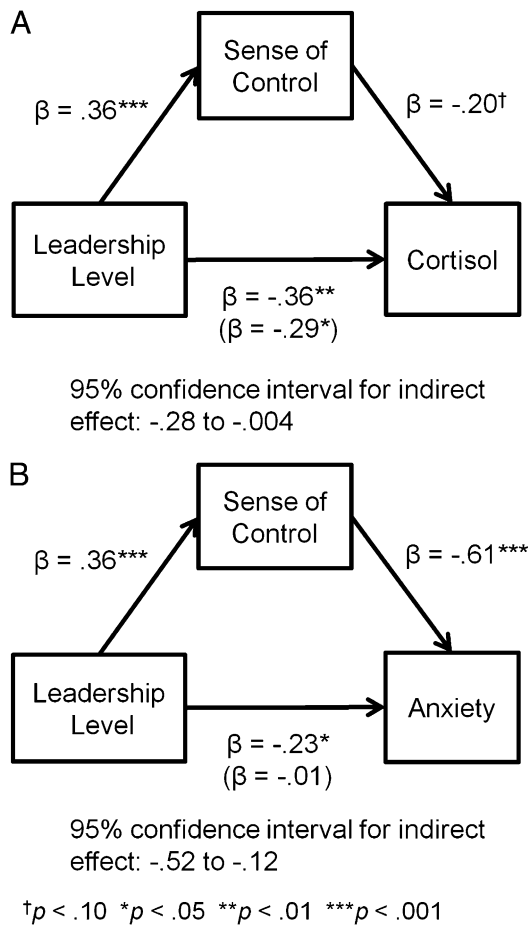 A
Sense of
Control
β = .36***
β = -.20†
Leadership
Level
Cortisol
β = -.36**
(β = -.29*)
95% confidence interval for indirect
effect: -.28 to -.004
B
Sense of
Control
β = .36***
β = -.61***
Leadership
Level
Anxiety
β = -.23*
(β = -.01)
95% confidence interval for indirect
effect: -.52 to -.12
†p < .10 *p < .05 **p < .01 ***p < .001